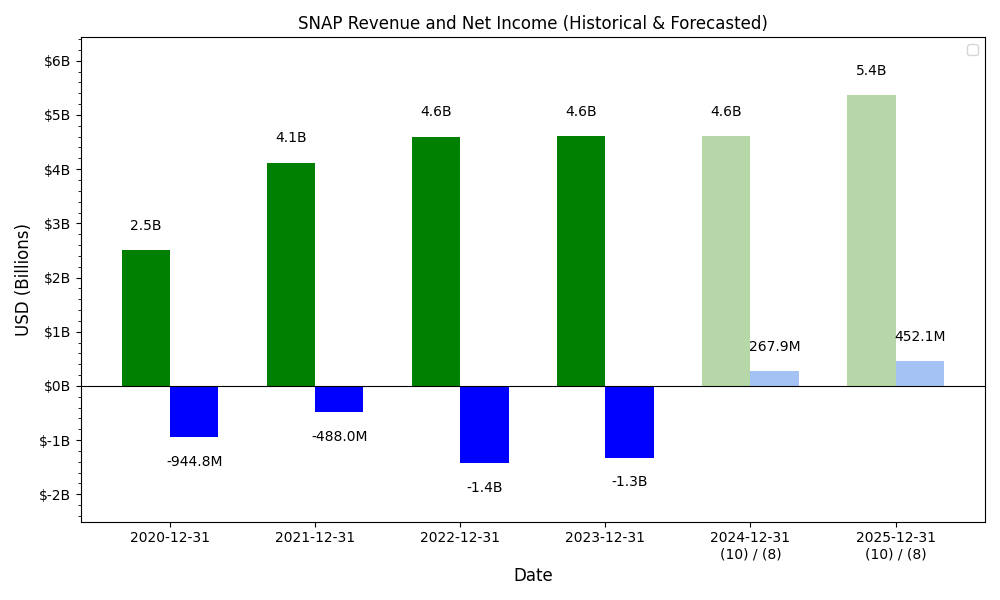 SNAP Revenue and Net Income (Historical & Forecasted)
$6B
$5B
$4B
$3B
$2B
$1B
$0B
$-1B
$-2B
USD (Billions)
2.5B
4.1B
4.6B
4.6B
4.6B
5.4B
-944.8M
-488.0M
-1.4B
-1.3B
267.9M
452.1M
2020-12-31
2021-12-31
2022-12-31
2023-12-31
2024-12-31
(10) / (8)
2025-12-31
(10) / (8)
Date